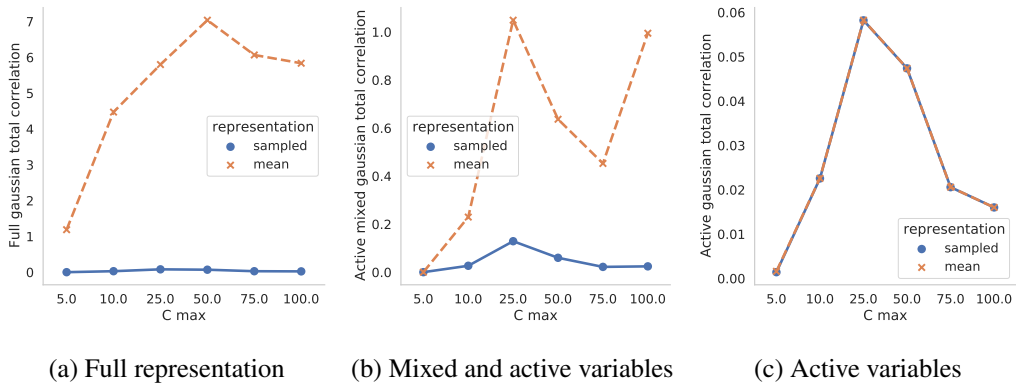 Full gaussian total correlation
7
6
5
4
3
2
1
0
representation
sampled
mean
5.0 10.0 25.0 50.0 75.0 100.0
C max
(a) Full representation
Active mixed gaussian total correlation
1.0
0.8
0.6
0.4
0.2
0.0
representation
sampled
mean
5.0 10.0 25.0 50.0 75.0 100.0
C max
(b) Mixed and active variables
Active gaussian total correlation
0.06
0.05
0.04
0.03
0.02
0.01
0.00
representation
sampled
mean
5.0 10.0 25.0 50.0 75.0 100.0
C max
(c) Active variables